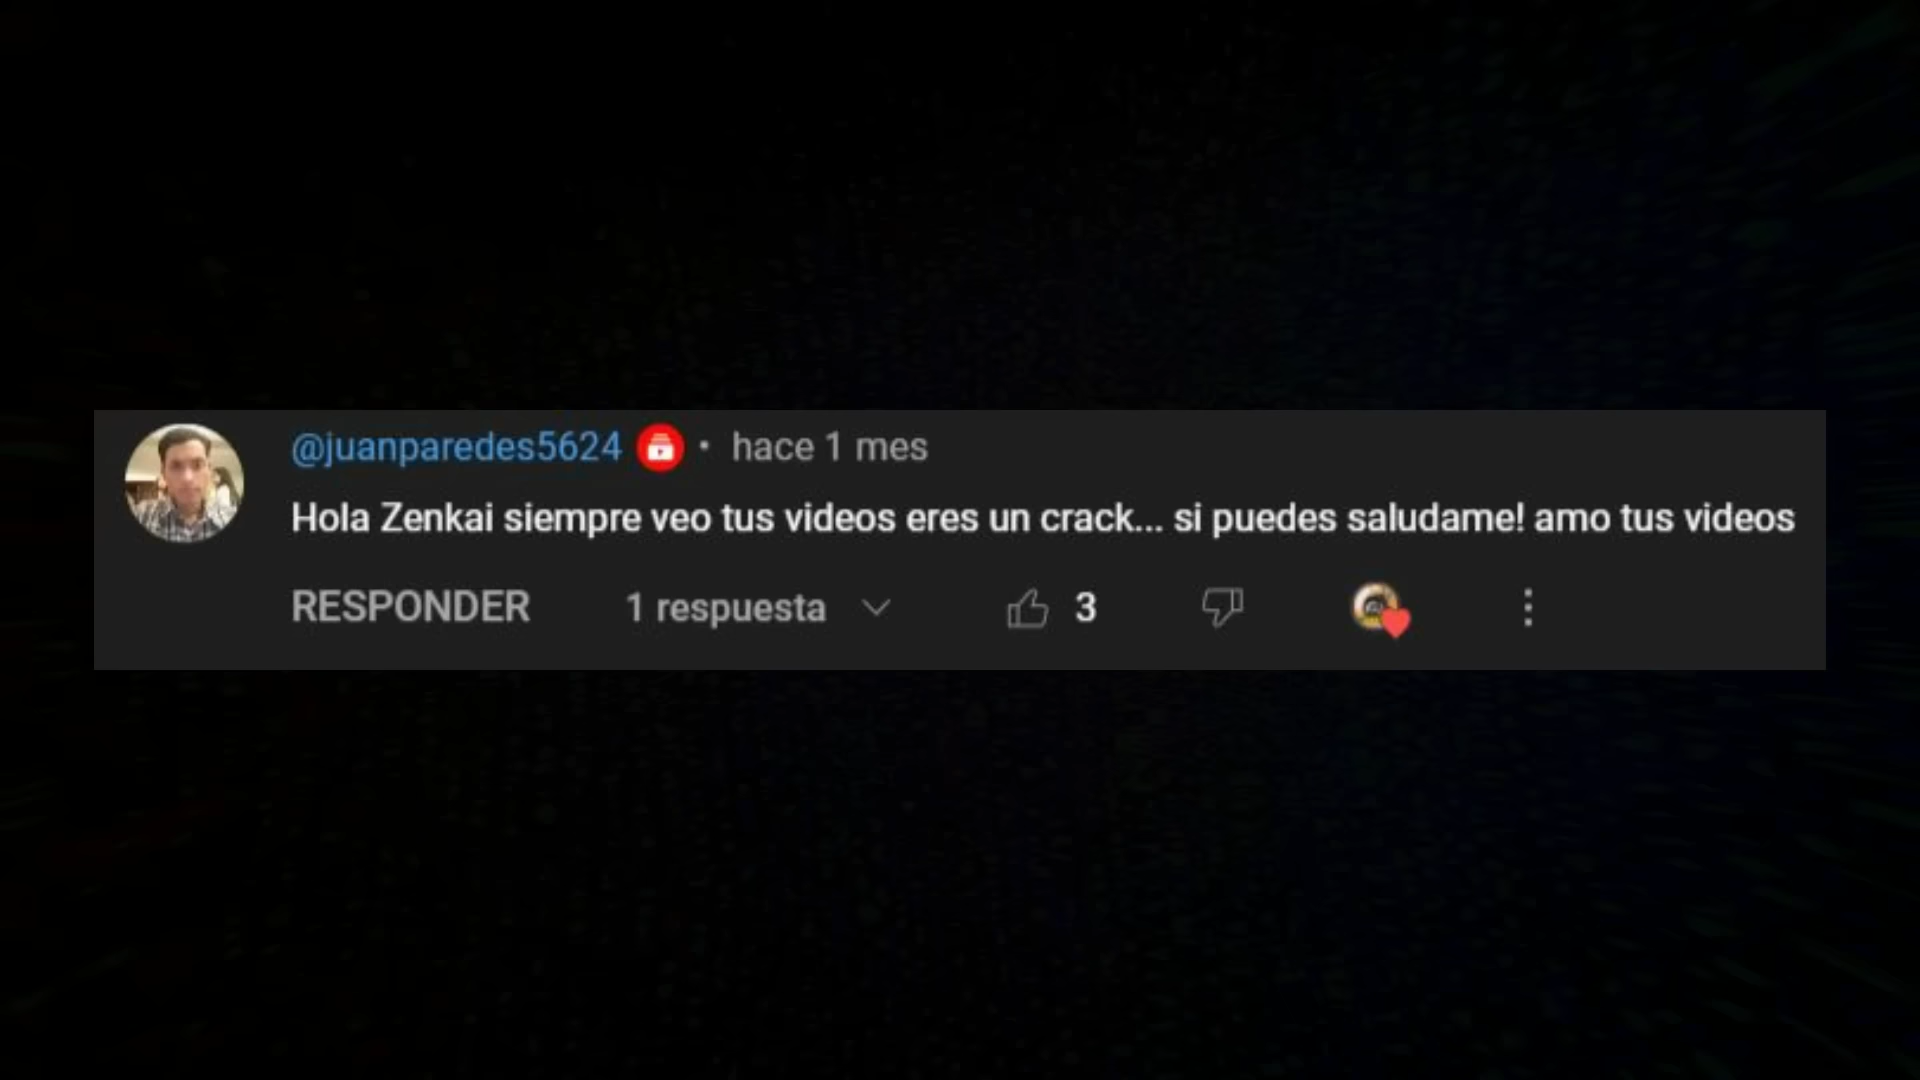 @juanparedes5624 • hace 1 mes
Hola Zenkai siempre veo tus videos eres un crack... si puedes saludame! amo tus videos
RESPONDER 1 respuesta 3